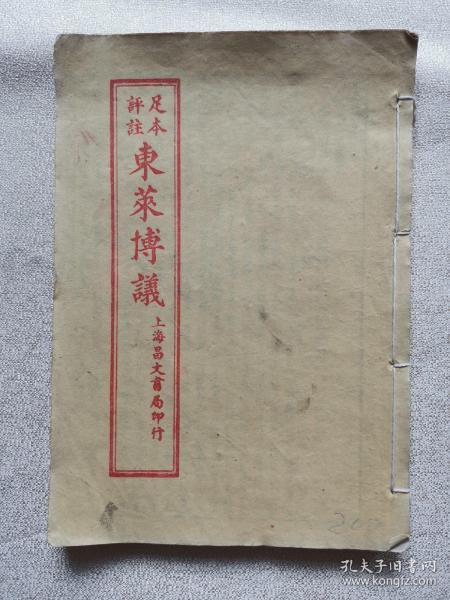 足本
評註
東萊博議
上海昌文書局印行
孔夫子旧书网
www.kongfz.com